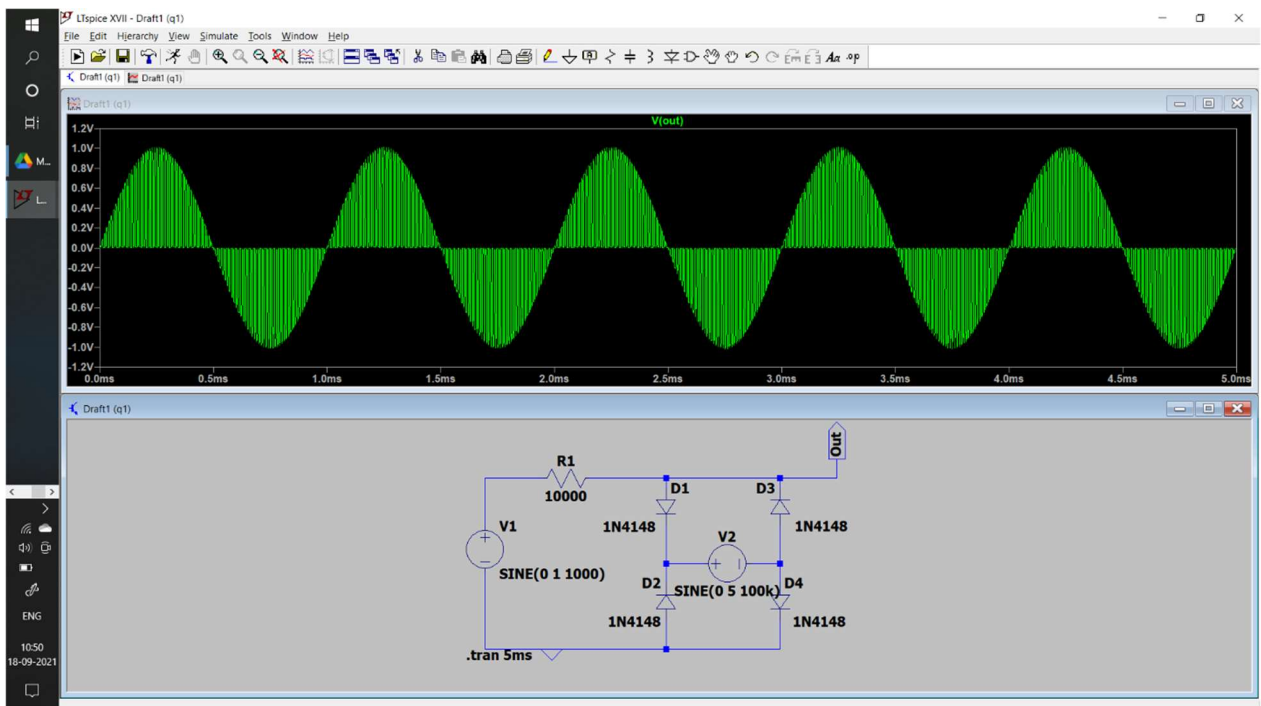 LTspice XVII - Draft1 (q1)
File Edit Hierarchy View Simulate Tools Window Help
Draft1 (q1) Draft1 (q1)
Draft1 (q1)
V(out)
1.2V
1.0V
0.8V
0.6V
0.4V
0.2V
0.0V
-0.2V
-0.4V
-0.6V
-0.8V
-1.0V
-1.2V
0.0ms 0.5ms 1.0ms 1.5ms 2.0ms 2.5ms 3.0ms 3.5ms 4.0ms 4.5ms 5.0ms
Draft1 (q1)
Out
R1
10000
D1
D3
1N4148
1N4148
V1
V2
SINE(0 1 1000)
D2
SINE(0 5 100k)
D4
1N4148
1N4148
.tran 5ms
M...
L...
ENG
10:50
18-09-2021